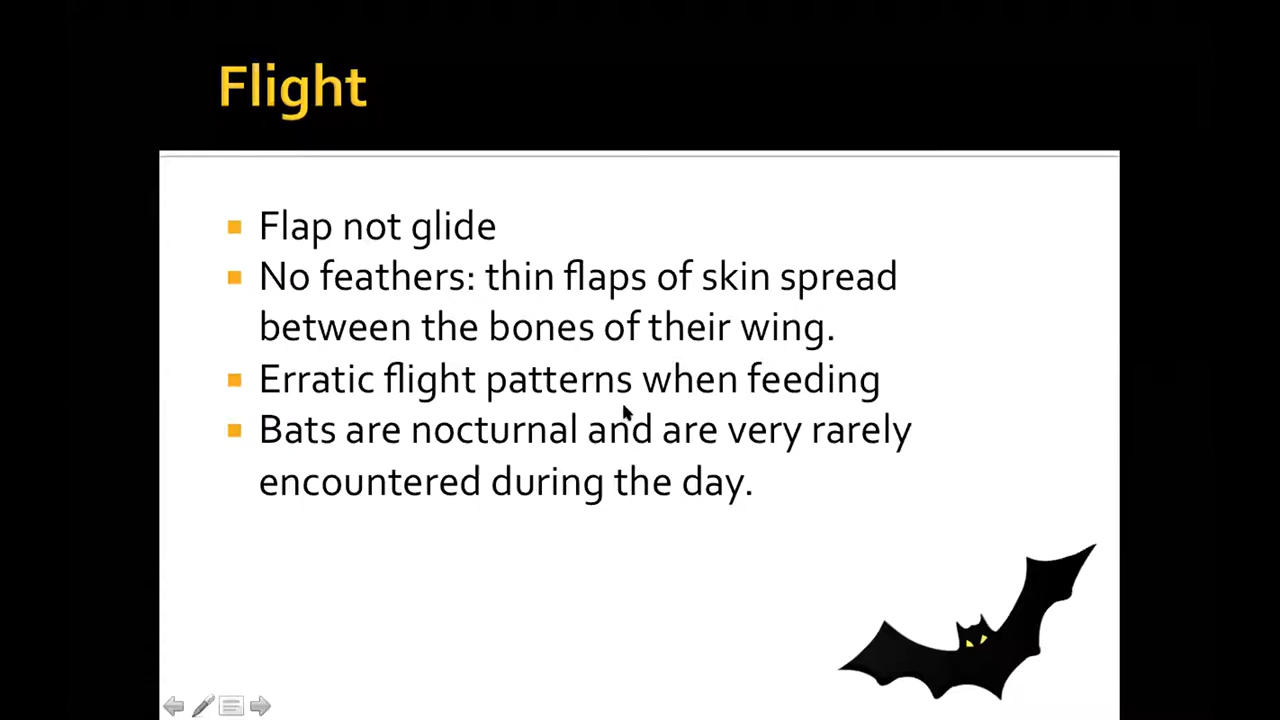 Flight
Flap not glide
No feathers: thin flaps of skin spread
between the bones of their wing.
Erratic flight patterns when feeding
Bats are nocturnal and are very rarely
encountered during the day.